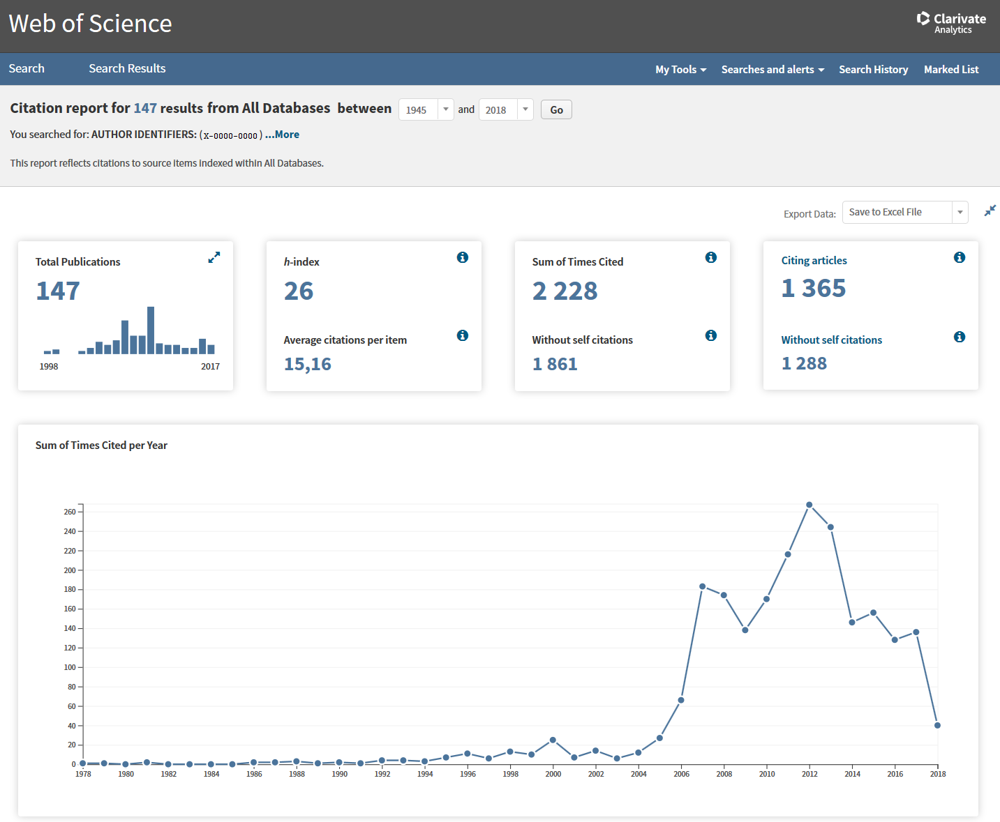 Web of Science
Clarivate
Analytics
Search Search Results My Tools Searches and alerts Search History Marked List
Citation report for 147 results from All Databases between 1945 and 2018 Go
You searched for: AUTHOR IDENTIFIERS: (X-0000-0000) ...More
This report reflects citations to source items indexed within All Databases.
Export Data: Save to Excel File
Total Publications
147
1998 2017
h-index
26
Average citations per item
15,16
Sum of Times Cited
2 228
Without self citations
1 861
Citing articles
1 365
Without self citations
1 288
Sum of Times Cited per Year
260
240
220
200
180
160
140
120
100
80
60
40
20
0
1978 1980 1982 1984 1986 1988 1990 1992 1994 1996 1998 2000 2002 2004 2006 2008 2010 2012 2014 2016 2018